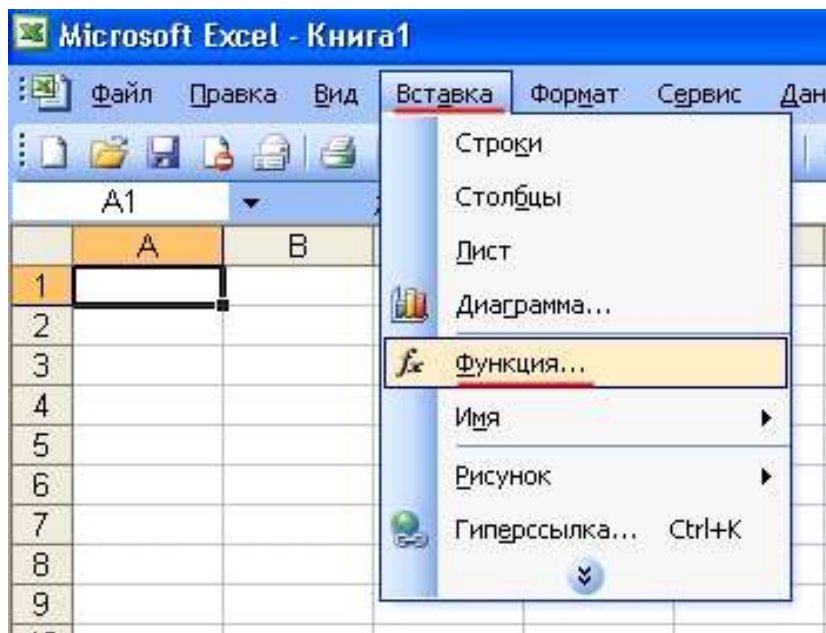 Microsoft Excel - Книга1
Файл Правка Вид Вставка Формат Сервис Дан
A1
A B
1
2
3
4
5
6
7
8
9
Строки
Столбцы
Лист
Диаграмма...
fx Функция...
Имя
Рисунок
Гиперссылка... Ctrl+K